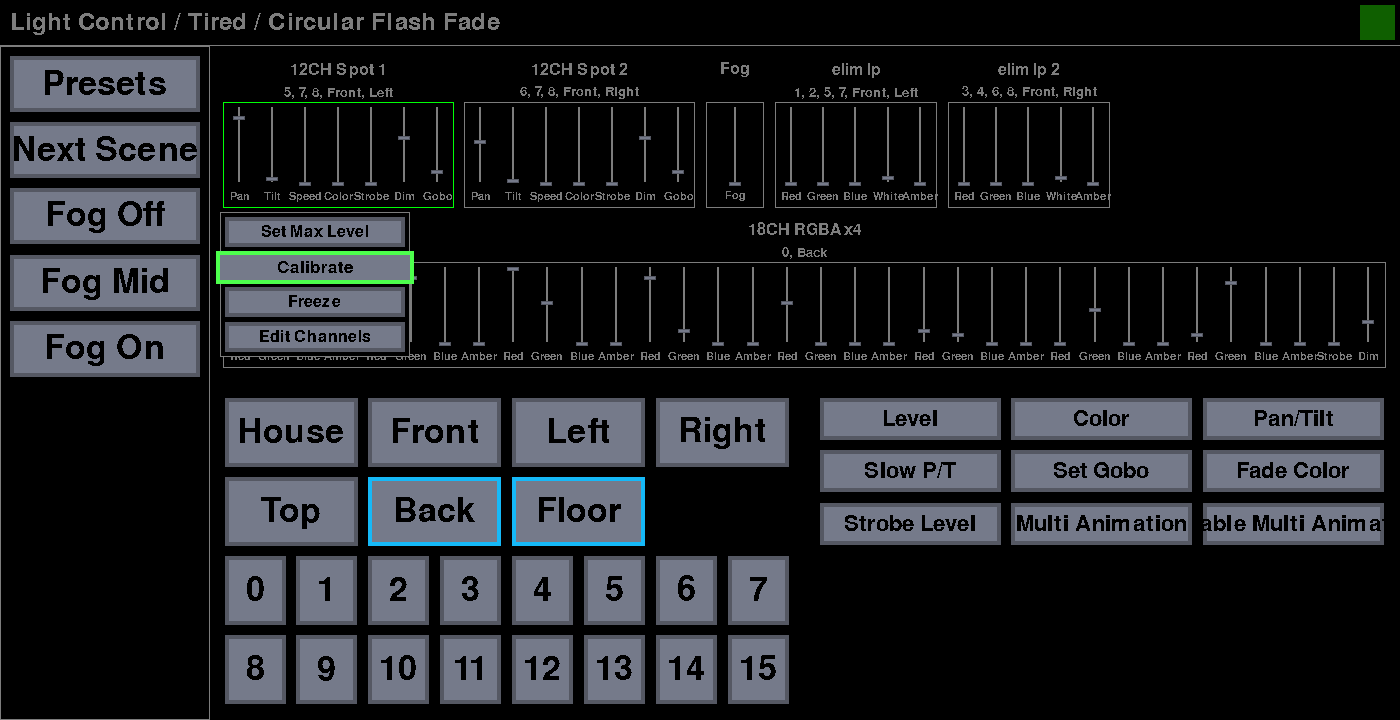 Light Control / Tired / Circular Flash Fade
Presets
Next Scene
Fog Off
Fog Mid
Fog On
12CH Spot 1
5, 7, 8, Front, Left
Pan Tilt Speed Color Strobe Dim Gobo
12CH Spot 2
6, 7, 8, Front, Right
Pan Tilt Speed Color Strobe Dim Gobo
Fog
Fog
elim lp
1, 2, 5, 7, Front, Left
Red Green Blue White Amber
elim lp 2
3, 4, 6, 8, Front, Right
Red Green Blue White Amber
Set Max Level
Calibrate
Freeze
Edit Channels
18CH RGBA x4
0, Back
Red Green Blue Amber Red Green Blue Amber Red Green Blue Amber Red Green Blue Amber Red Green Blue Amber Red Green Blue Amber Red Green Blue Amber Red Green Blue Amber Strobe Dim
House Front Left Right
Top Back Floor
0 1 2 3 4 5 6 7
8 9 10 11 12 13 14 15
Level Color Pan/Tilt
Slow P/T Set Gobo Fade Color
Strobe Level Multi Animation able Multi Anima